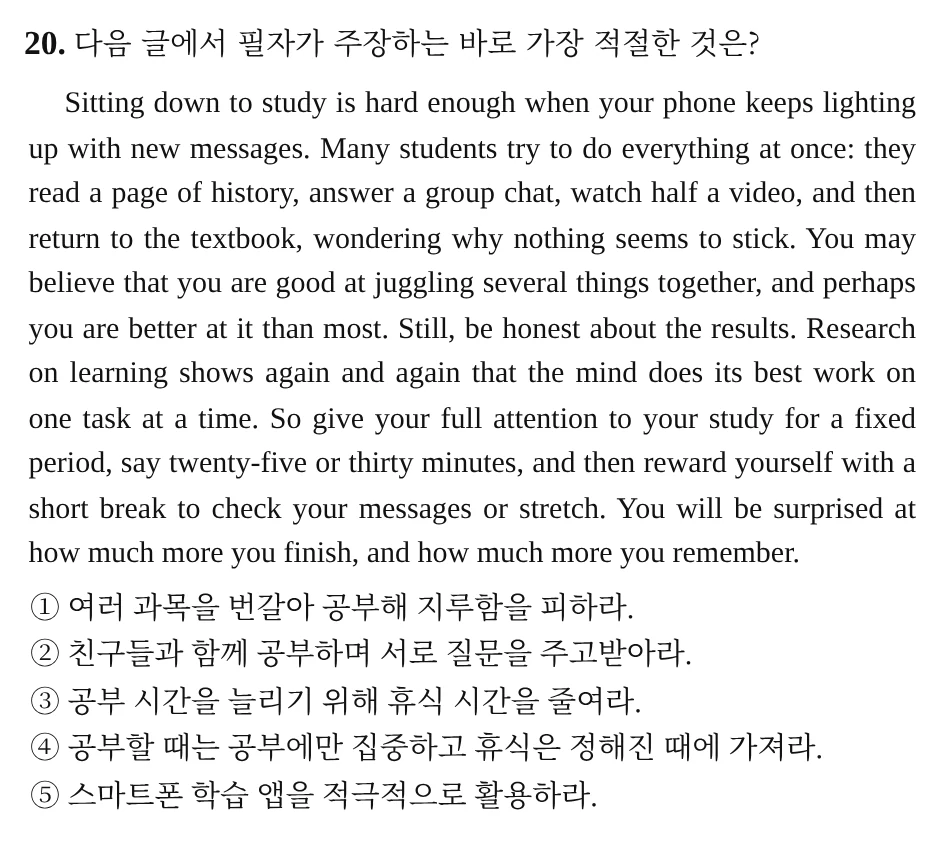 20. 다음 글에서 필자가 주장하는 바로 가장 적절한 것은?
Sitting down to study is hard enough when your phone keeps lighting
up with new messages. Many students try to do everything at once: they
read a page of history, answer a group chat, watch half a video, and then
return to the textbook, wondering why nothing seems to stick. You may
believe that you are good at juggling several things together, and perhaps
you are better at it than most. Still, be honest about the results. Research
on learning shows again and again that the mind does its best work on
one task at a time. So give your full attention to your study for a fixed
period, say twenty-five or thirty minutes, and then reward yourself with a
short break to check your messages or stretch. You will be surprised at
how much more you finish, and how much more you remember.
① 여러 과목을 번갈아 공부해 지루함을 피하라.
② 친구들과 함께 공부하며 서로 질문을 주고받아라.
③ 공부 시간을 늘리기 위해 휴식 시간을 줄여라.
④ 공부할 때는 공부에만 집중하고 휴식은 정해진 때에 가져라.
⑤ 스마트폰 학습 앱을 적극적으로 활용하라.